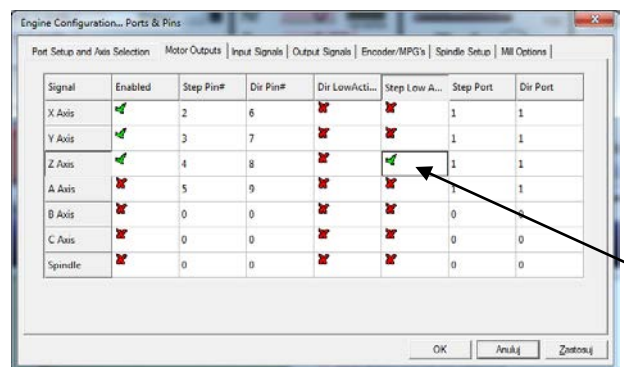 Engine Configuration... Ports & Pins
Port Setup and Axis Selection Motor Outputs Input Signals Output Signals Encoder/MPG's Spindle Setup Mill Options
Signal Enabled Step Pin# Dir Pin# Dir LowActi... Step Low A... Step Port Dir Port
X Axis 2 6 1 1
Y Axis 3 7 1 1
Z Axis 4 8 1 1
A Axis 5 9 1 1
B Axis 0 0 0 0
C Axis 0 0 0 0
Spindle 0 0 0 0
OK Anuluj Zastosuj